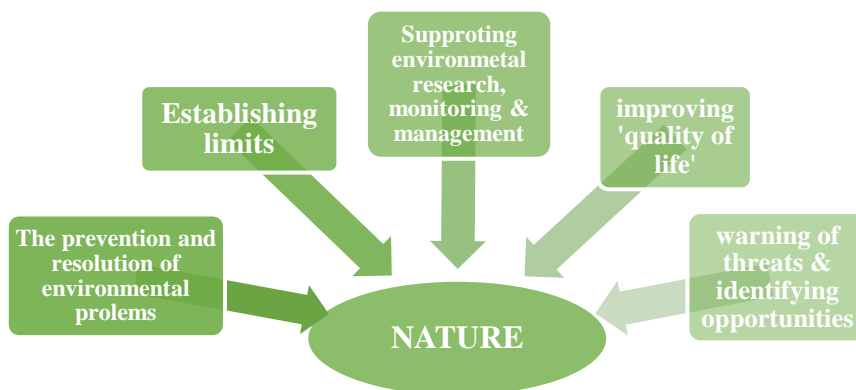 The prevention and
resolution of
environmental
prolems
Establishing
limits
Supproting
environmetal
research,
monitoring &
management
improving
'quality of
life'
warning of
threats &
identifying
opportunities
NATURE